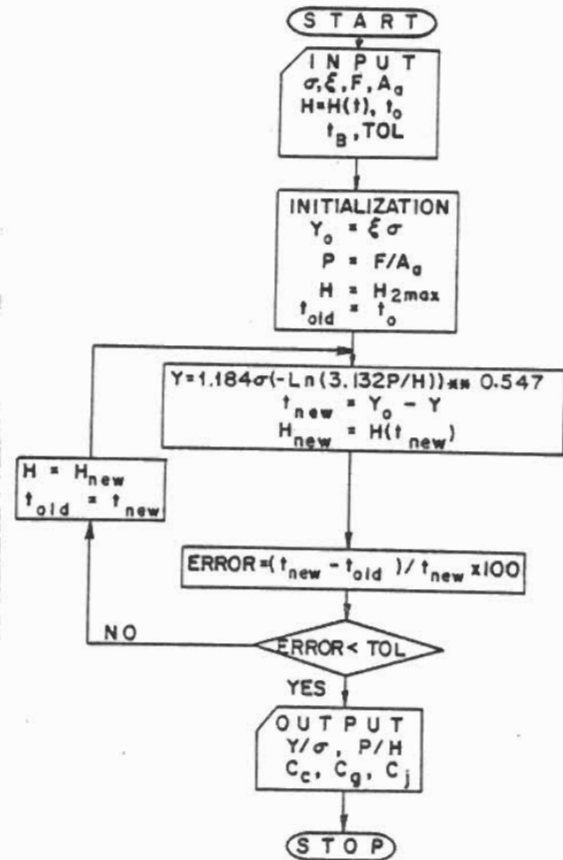 START
INPUT
σ, ξ, F, A_a
H=H(t), t_o
t_B, TOL
INITIALIZATION
Y_o = ξ σ
P = F/A_a
H = H_2max
t_old = t_o
Y=1.184σ(-Ln(3.132P/H))** 0.547
t_new = Y_o - Y
H_new = H(t_new)
H = H_new
t_old = t_new
ERROR=(t_new - t_old)/t_new x100
NO
ERROR< TOL
YES
OUTPUT
Y/σ, P/H
C_c, C_g, C_j
STOP